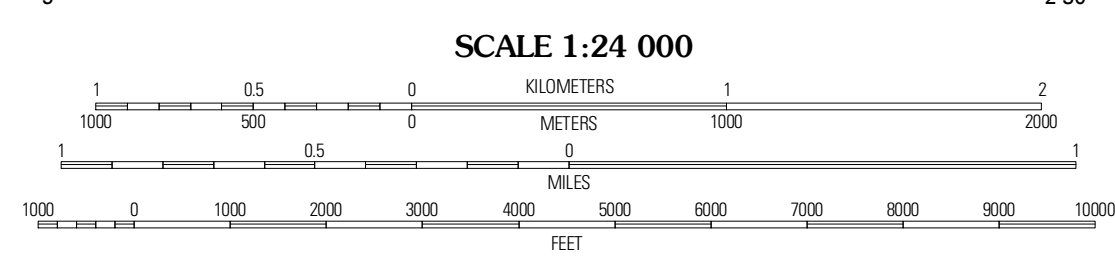 SCALE 1:24 000
1 0.5 0 KILOMETERS 1 2
1000 500 0 METERS 1000 2000
1 0.5 0 1
MILES
1000 0 1000 2000 3000 4000 5000 6000 7000 8000 9000 10000
FEET